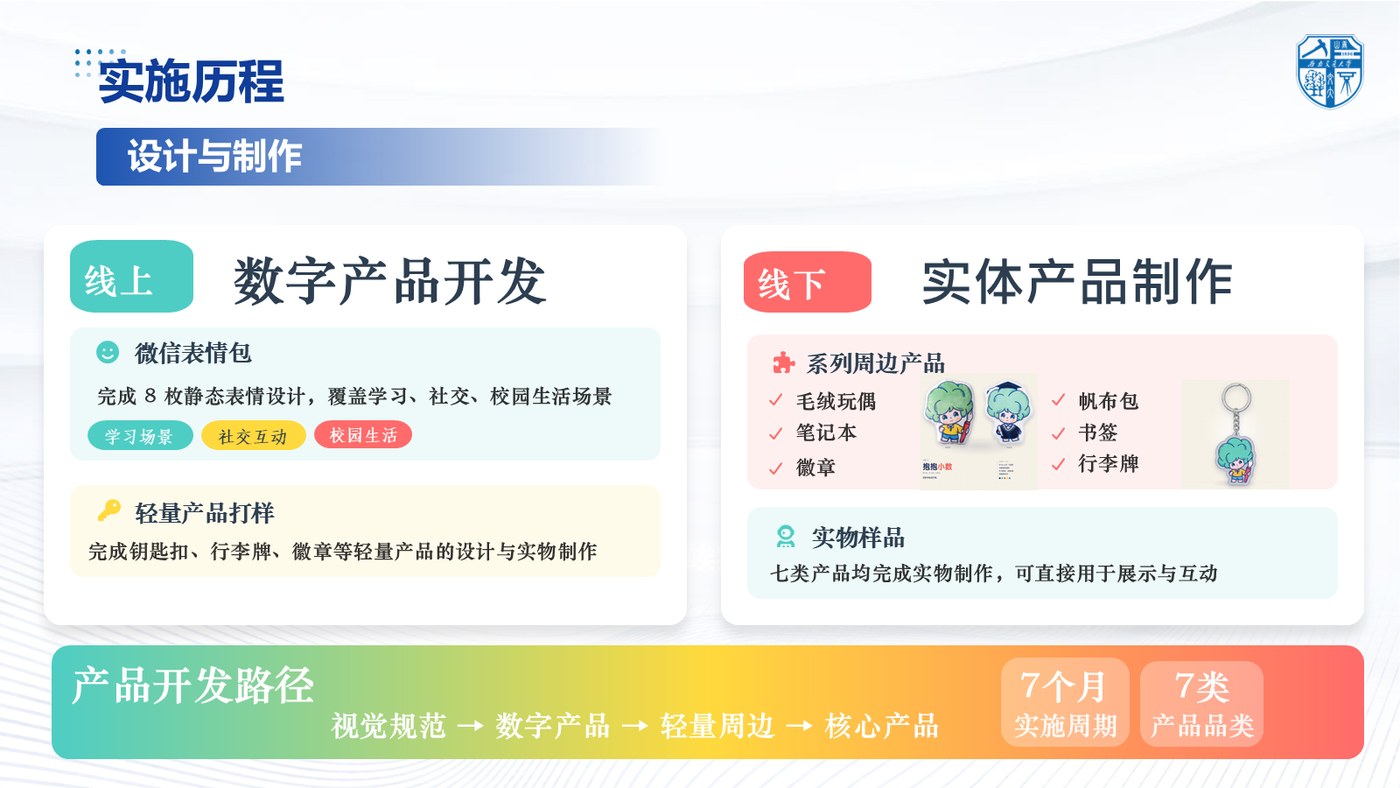 实施历程
设计与制作
线上
数字产品开发
微信表情包
完成 8 枚静态表情设计，覆盖学习、社交、校园生活场景
学习场景 社交互动 校园生活
轻量产品打样
完成钥匙扣、行李牌、徽章等轻量产品的设计与实物制作
线下
实体产品制作
系列周边产品
毛绒玩偶
笔记本
徽章
抱抱小数
帆布包
书签
行李牌
实物样品
七类产品均完成实物制作，可直接用于展示与互动
产品开发路径
视觉规范 → 数字产品 → 轻量周边 → 核心产品
7个月
实施周期
7类
产品品类